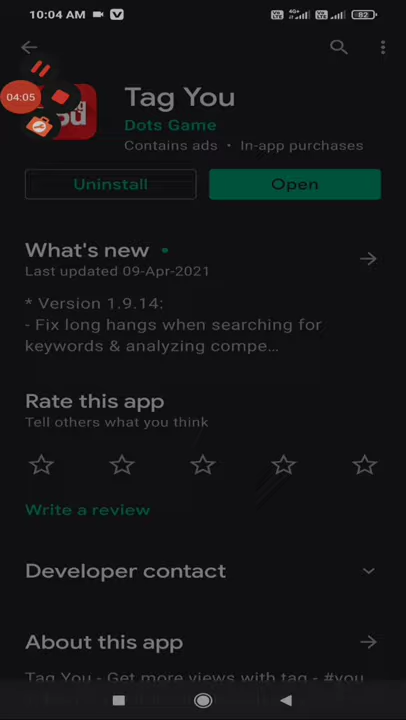 10:04 AM
4G+
82
04:05
Tag You
Dots Game
Contains ads • In-app purchases
Uninstall
Open
What's new
Last updated 09-Apr-2021
* Version 1.9.14:
- Fix long hangs when searching for
keywords & analyzing compe…
Rate this app
Tell others what you think
Write a review
Developer contact
About this app
Tag You - Get more views with tag - #you